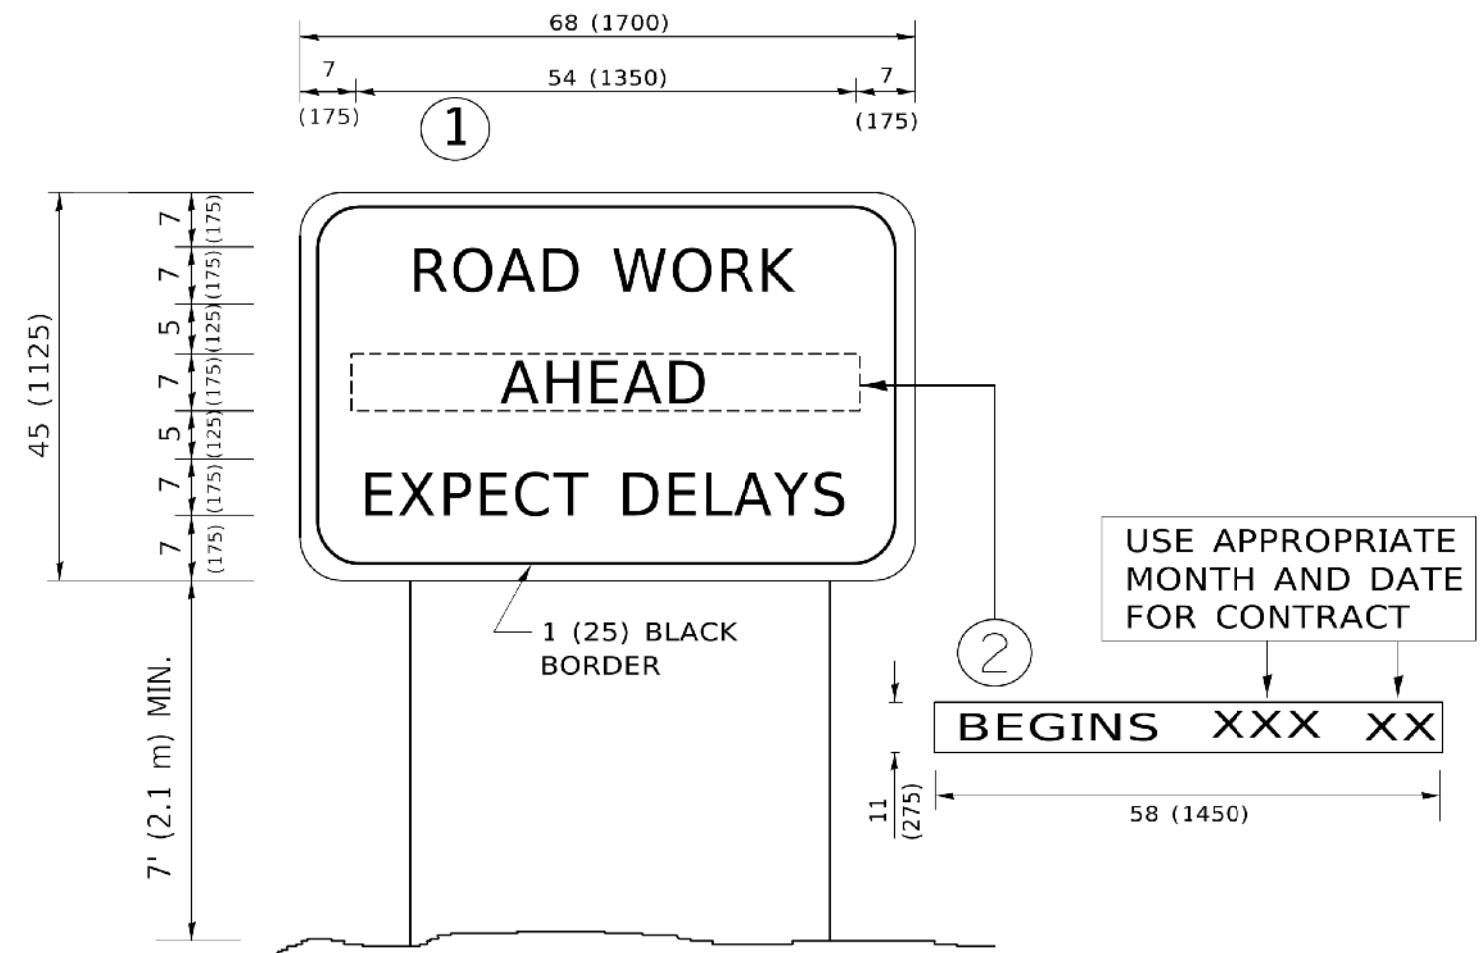 68 (1700)
7
54 (1350)
7
(175)
(175)
1
7
(175)
7
(175)
5
(125)
7
(175)
5
(125)
7
(175)
7
(175)
45 (1125)
ROAD WORK
AHEAD
EXPECT DELAYS
1 (25) BLACK
BORDER
7' (2.1 m) MIN.
USE APPROPRIATE
MONTH AND DATE
FOR CONTRACT
2
BEGINS XXX XX
11
(275)
58 (1450)